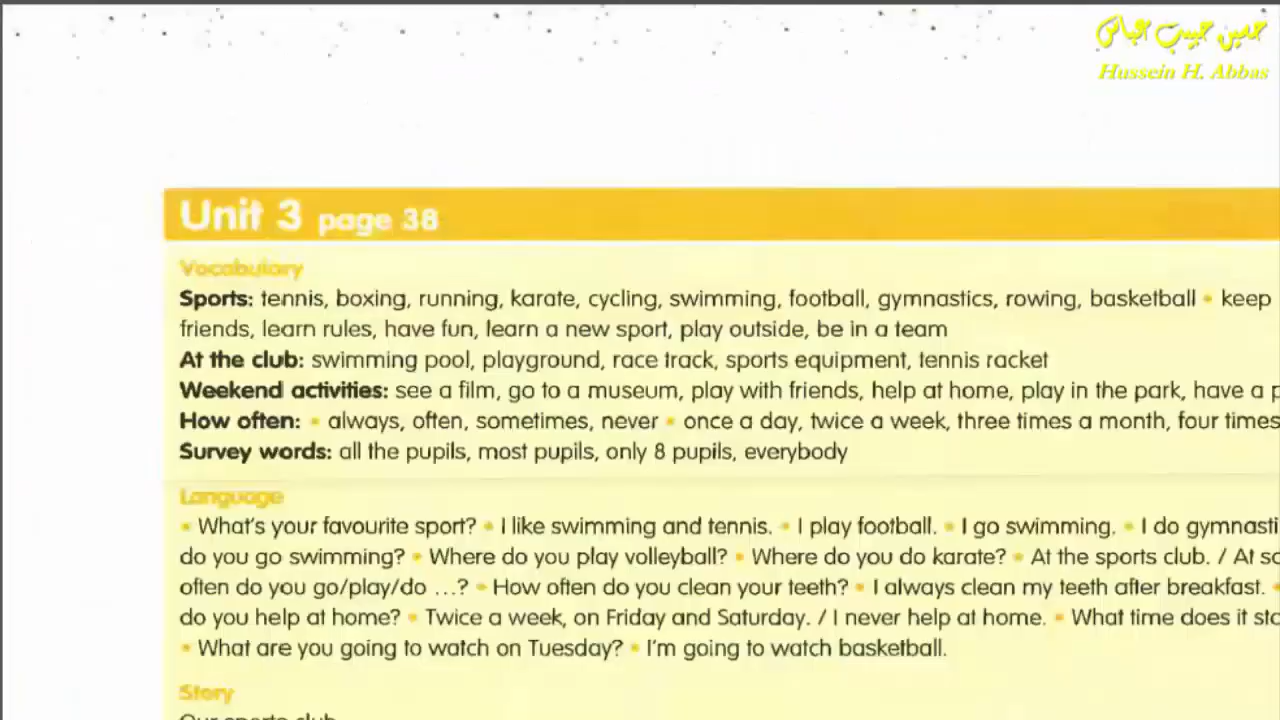 حسين حبيب عباس
Hussein H. Abbas
Unit 3 page 38
Vocabulary
Sports: tennis, boxing, running, karate, cycling, swimming, football, gymnastics, rowing, basketball • keep
friends, learn rules, have fun, learn a new sport, play outside, be in a team
At the club: swimming pool, playground, race track, sports equipment, tennis racket
Weekend activities: see a film, go to a museum, play with friends, help at home, play in the park, have a p
How often: • always, often, sometimes, never • once a day, twice a week, three times a month, four times
Survey words: all the pupils, most pupils, only 8 pupils, everybody
Language
• What's your favourite sport? • I like swimming and tennis. • I play football. • I go swimming. • I do gymnasti
do you go swimming? • Where do you play volleyball? • Where do you do karate? • At the sports club. / At sc
often do you go/play/do ...? • How often do you clean your teeth? • I always clean my teeth after breakfast. •
do you help at home? • Twice a week, on Friday and Saturday. / I never help at home. • What time does it sta
• What are you going to watch on Tuesday? • I'm going to watch basketball.
Story
Our sports club